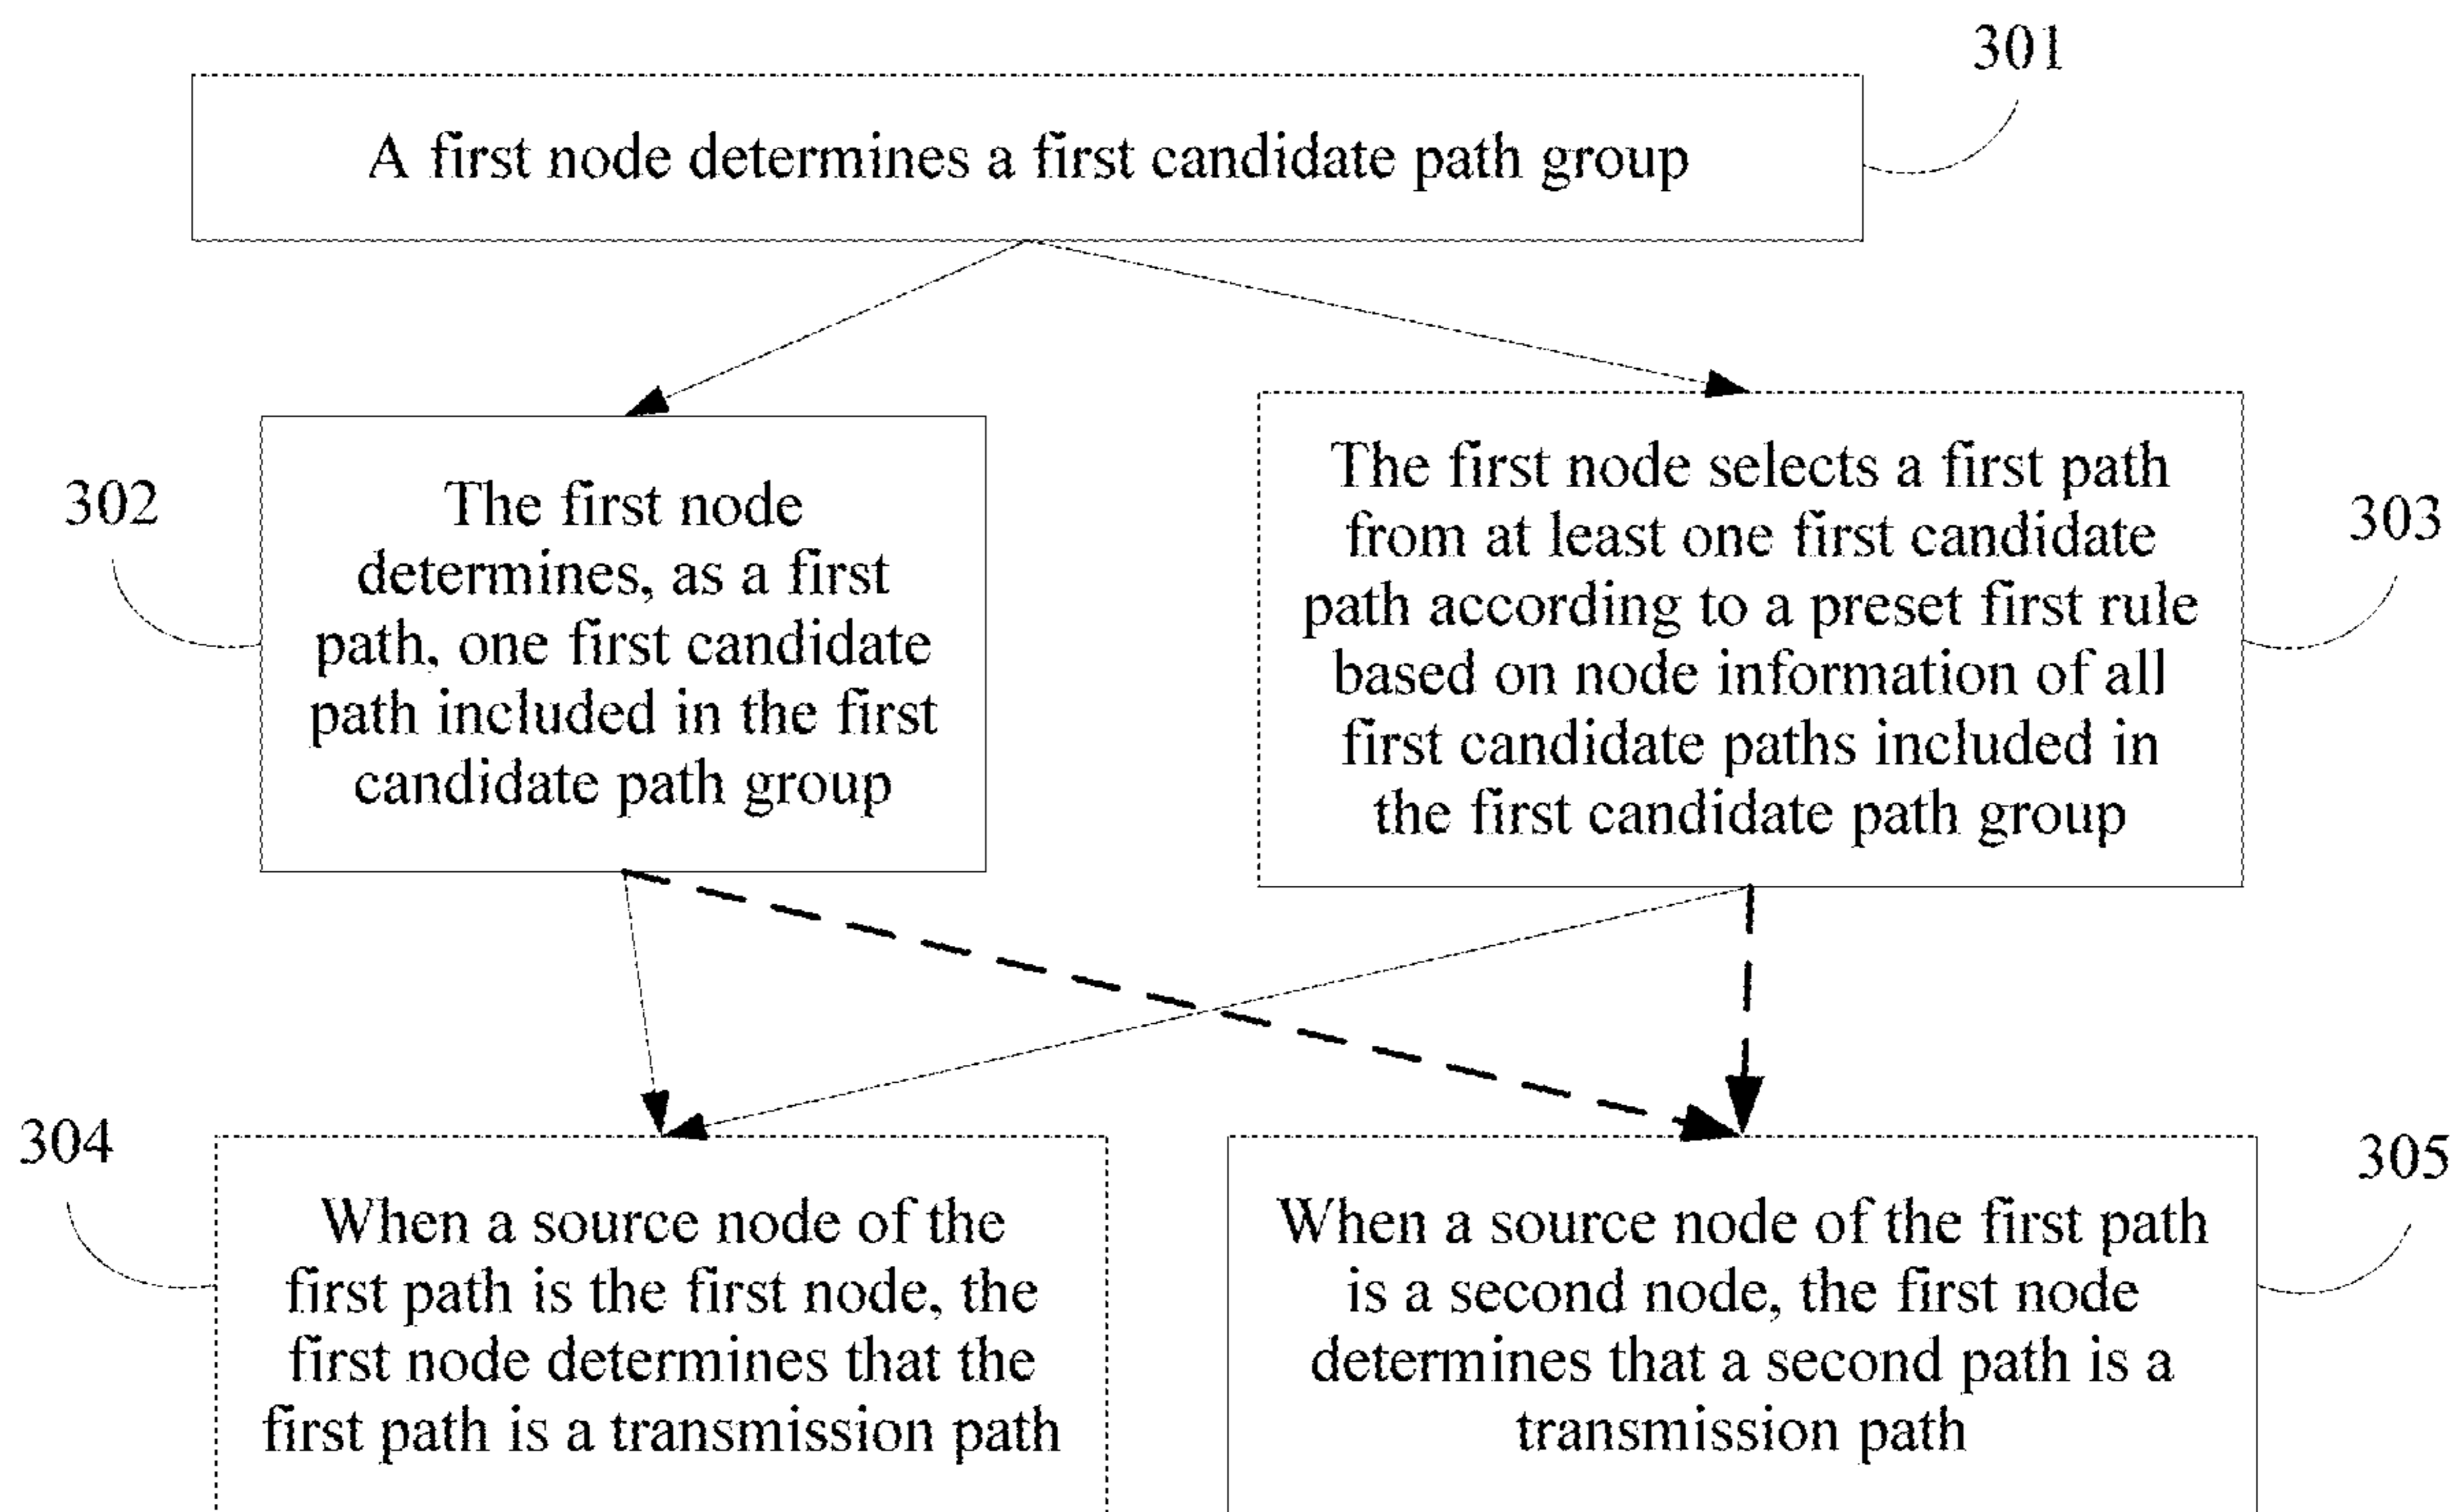 301
A first node determines a first candidate path group
302
The first node
determines, as a first
path, one first candidate
path included in the first
candidate path group
The first node selects a first path
from at least one first candidate
path according to a preset first rule
based on node information of all
first candidate paths included in
the first candidate path group
303
304
When a source node of the
first path is the first node, the
first node determines that the
first path is a transmission path
When a source node of the first path
is a second node, the first node
determines that a second path is a
transmission path
305